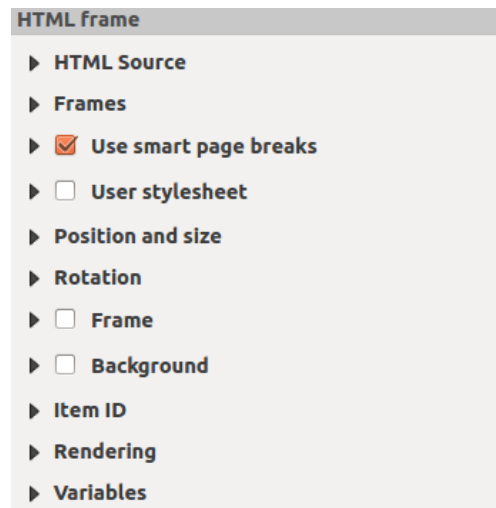 HTML frame
HTML Source
Frames
Use smart page breaks
User stylesheet
Position and size
Rotation
Frame
Background
Item ID
Rendering
Variables